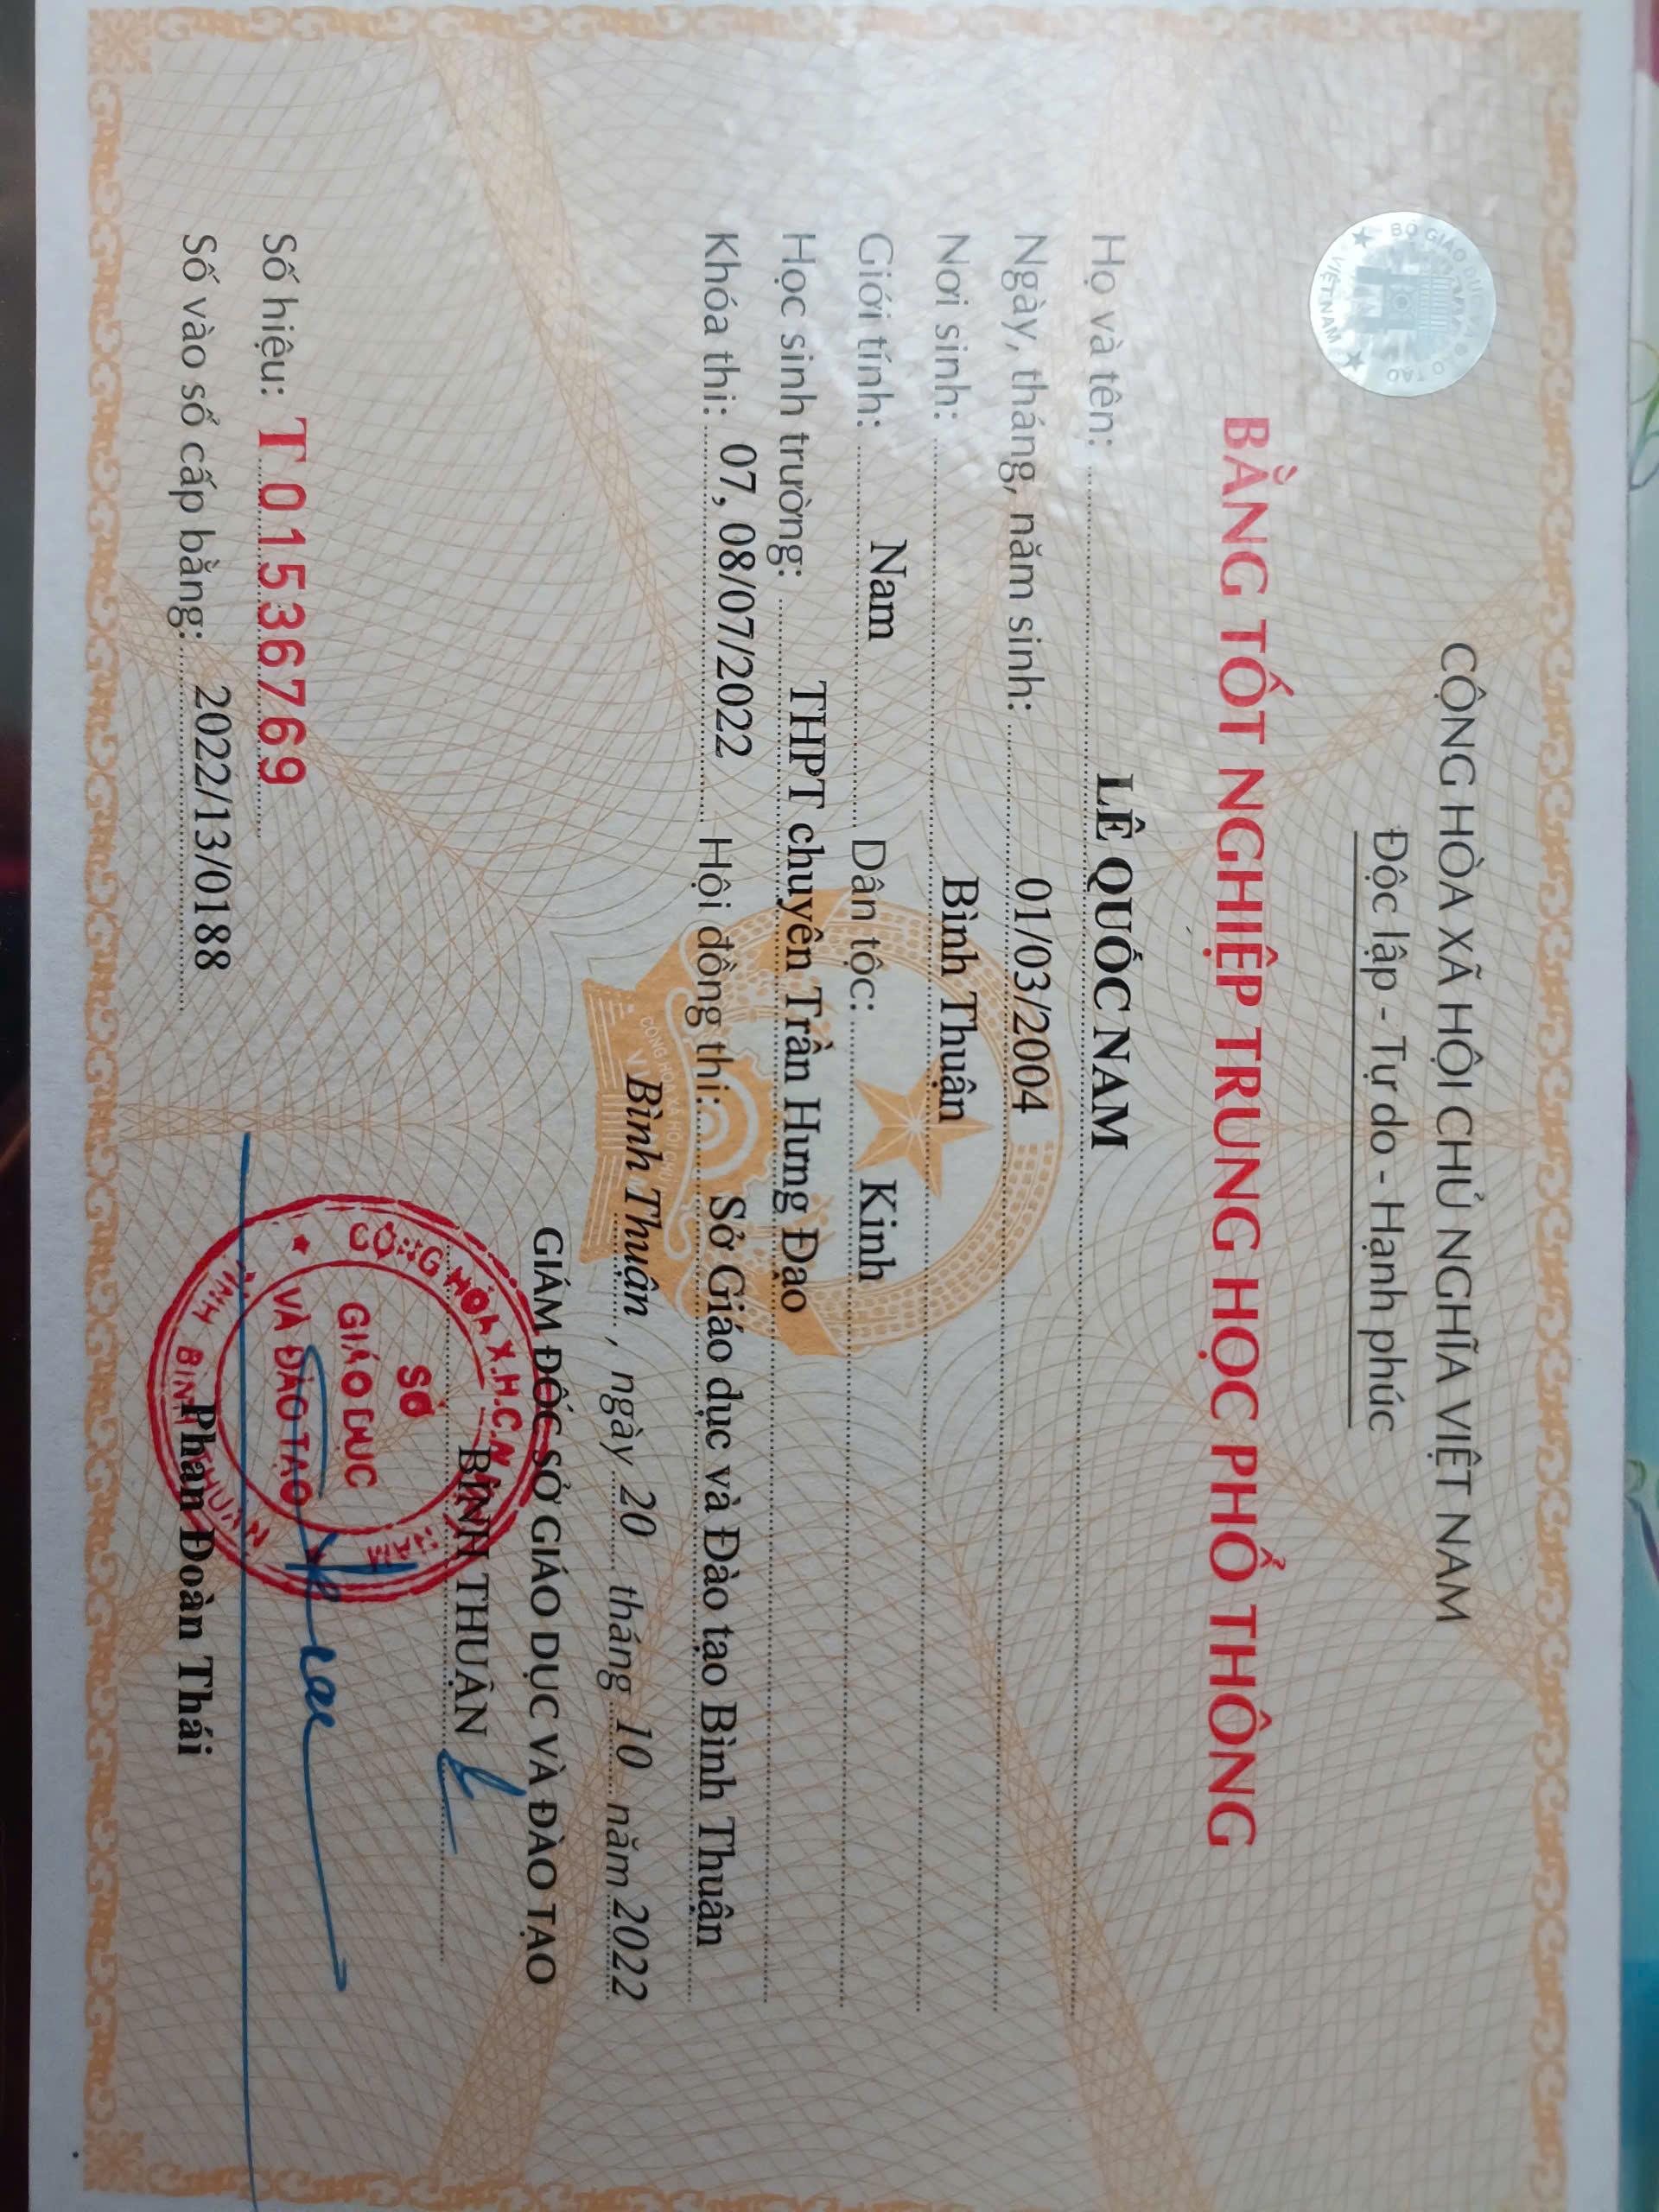 BỘ GIÁO DỤC VÀ ĐÀO TẠO
VIỆT NAM
CỘNG HÒA XÃ HỘI CHỦ NGHĨA VIỆT NAM
Độc lập - Tự do - Hạnh phúc
BẰNG TỐT NGHIỆP TRUNG HỌC PHỔ THÔNG
Họ và tên: LÊ QUỐC NAM
Ngày, tháng, năm sinh: 01/03/2004
Nơi sinh: Bình Thuận
Giới tính: Nam Dân tộc: Kinh
Học sinh trường: THPT chuyên Trần Hưng Đạo
Khóa thi: 07, 08/07/2022 Hội đồng thi: Sở Giáo dục và Đào tạo Bình Thuận
CỘNG HÒA XÃ HỘI CHỦ
Bình Thuận, ngày 20 tháng 10 năm 2022
GIÁM ĐỐC SỞ GIÁO DỤC VÀ ĐÀO TẠO
BÌNH THUẬN
CỘNG HÒA X.H.C.N VIỆT NAM
SỞ
GIÁO DỤC
VÀ ĐÀO TẠO
TỈNH BÌNH THUẬN
Số hiệu: T 01536769
Số vào sổ cấp bằng: 2022/13/0188
Phan Đoàn Thái